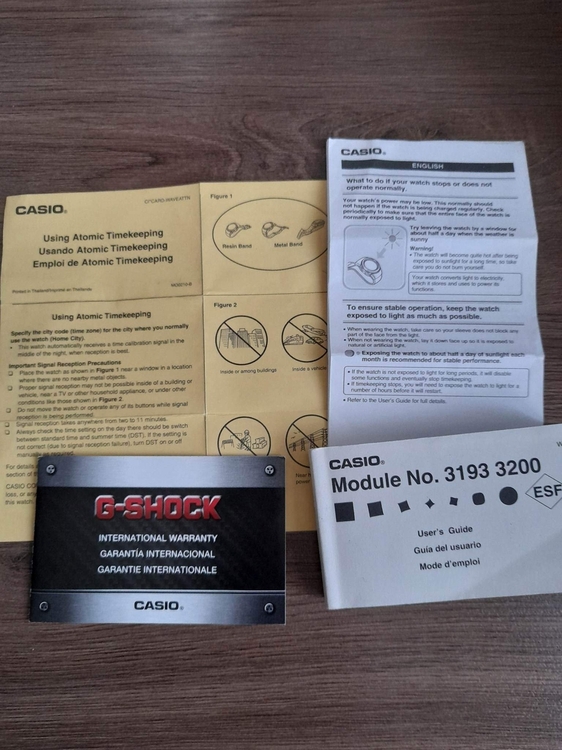 CASIO®
Using Atomic Timekeeping
Usando Atomic Timekeeping
Emploi de Atomic Timekeeping
Printed in Thailand/Imprimé en Thaïlande
Using Atomic Timekeeping
Specify the city code (time zone) for the city where you normally
use the watch (Home City).
• This watch automatically receives a time calibration signal in the
middle of the night, when reception is best.
Important Signal Reception Precautions
❑ Place the watch as shown in Figure 1 near a window in a location
where there are no nearby metal objects.
❑ Proper signal reception may not be possible inside of a building or
vehicle, near a TV or other household appliance, or under other
conditions like those shown in Figure 2.
❑ Do not move the watch or operate any of its buttons while signal
reception is being performed.
❑ Signal reception takes anywhere from two to 11 minutes.
❑ Always check the time setting on the day there should be switch
between standard time and summer time (DST). If the setting is
not correct (due to signal reception failure), turn DST on or off
For details
section of
CASIO CO
loss, or any
this watch
Figure 1
Resin Band
Metal Band
Figure 2
Inside or among buildings
Inside a vehicle
Near
CASIO®
ENGLISH
What to do if your watch stops or does not
operate normally.
Your watch's power may be low. This normally should
not happen if the watch is being charged regularly. Check
periodically to make sure that the entire face of the watch is
normally exposed to light.
Try leaving the watch by a window for
about half a day when the weather is
sunny
Warning!
• The watch will become quite hot after being
exposed to sunlight for a long time, so take
care you do not burn yourself.
Your watch converts light to electricity
which it stores and uses to power its
functions.
To ensure stable operation, keep the watch
exposed to light as much as possible.
• When wearing the watch, take care so your sleeve does not block any
part of the face from the light.
• When not wearing the watch, lay it down face up so it is exposed to
natural or artificial light.
= Exposing the watch to about half a day of sunlight each
month is recommended for stable performance.
• If the watch is not exposed to light for long periods, it will disable
some functions and eventually stop timekeeping.
• If timekeeping stops, you will need to expose the watch to light for a
number of hours before it will restart.
• Refer to the User's Guide for full details.
G-SHOCK
INTERNATIONAL WARRANTY
GARANTÍA INTERNACIONAL
GARANTIE INTERNATIONALE
CASIO®
CASIO®
Module No. 3193 3200
ESF
User's Guide
Guía del usuario
Mode d'emploi